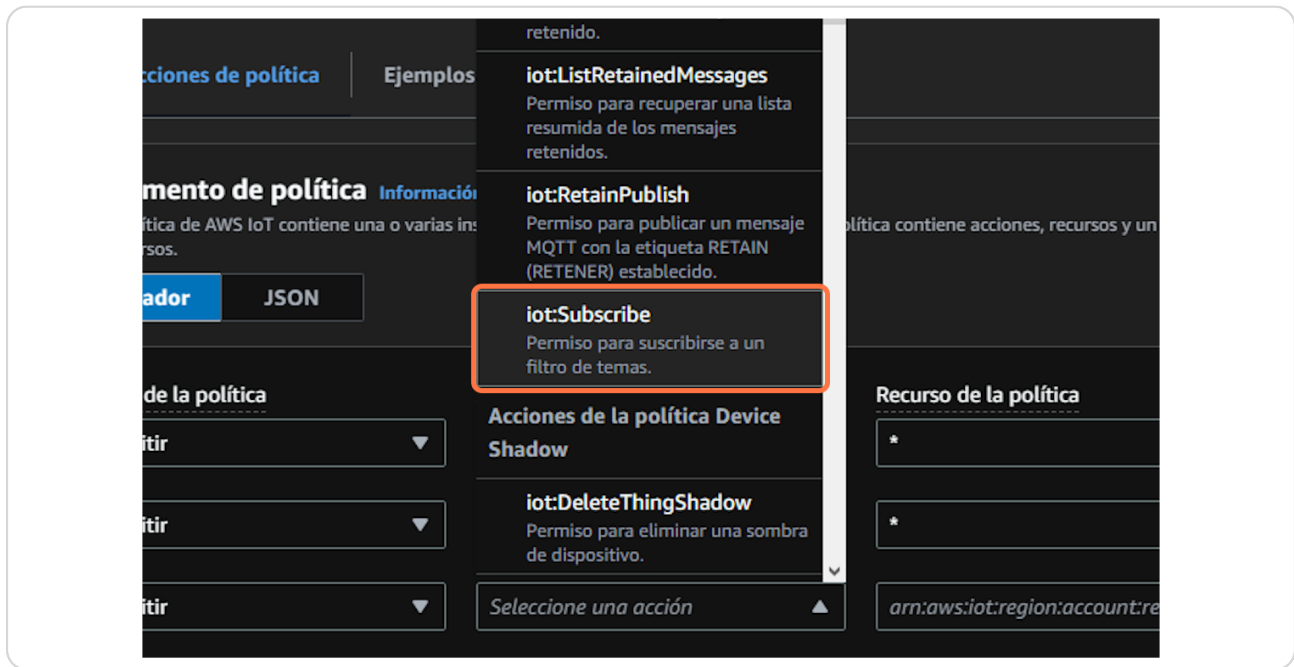 retenido.
cciones de política
Ejemplos
iot:ListRetainedMessages
Permiso para recuperar una lista
resumida de los mensajes
retenidos.
mento de política Información
iot:RetainPublish
Permiso para publicar un mensaje
MQTT con la etiqueta RETAIN
(RETENER) establecido.
ítica de AWS IoT contiene una o varias ins
olítica contiene acciones, recursos y un
rsos.
ador
JSON
iot:Subscribe
Permiso para suscribirse a un
filtro de temas.
de la política
Recurso de la política
Acciones de la política Device
Shadow
itir
*
iot:DeleteThingShadow
Permiso para eliminar una sombra
de dispositivo.
itir
*
itir
Seleccione una acción
arn:aws:iot:region:account:re